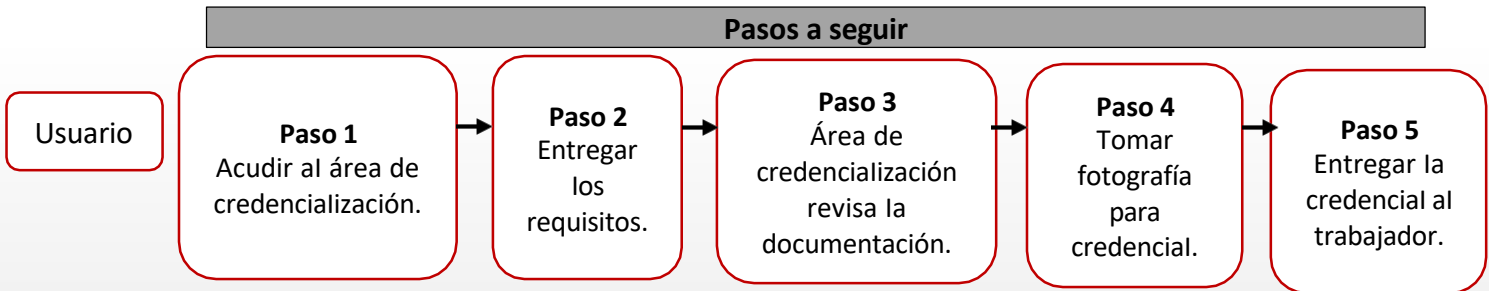 Pasos a seguir
Usuario
Paso 1
Acudir al área de
credencialización.
Paso 2
Entregar
los
requisitos.
Paso 3
Área de
credencialización
revisa la
documentación.
Paso 4
Tomar
fotografía
para
credencial.
Paso 5
Entregar la
credencial al
trabajador.